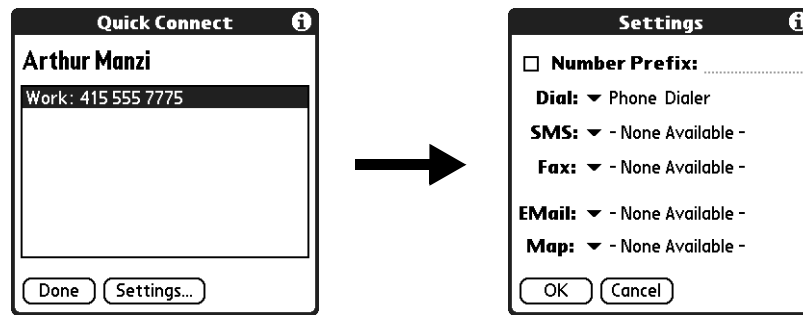 Quick Connect
Arthur Manzi
Work: 415 555 7775
Done
Settings...
Settings
Number Prefix:
Dial: Phone Dialer
SMS: - None Available -
Fax: - None Available -
EMail: - None Available -
Map: - None Available -
OK
Cancel